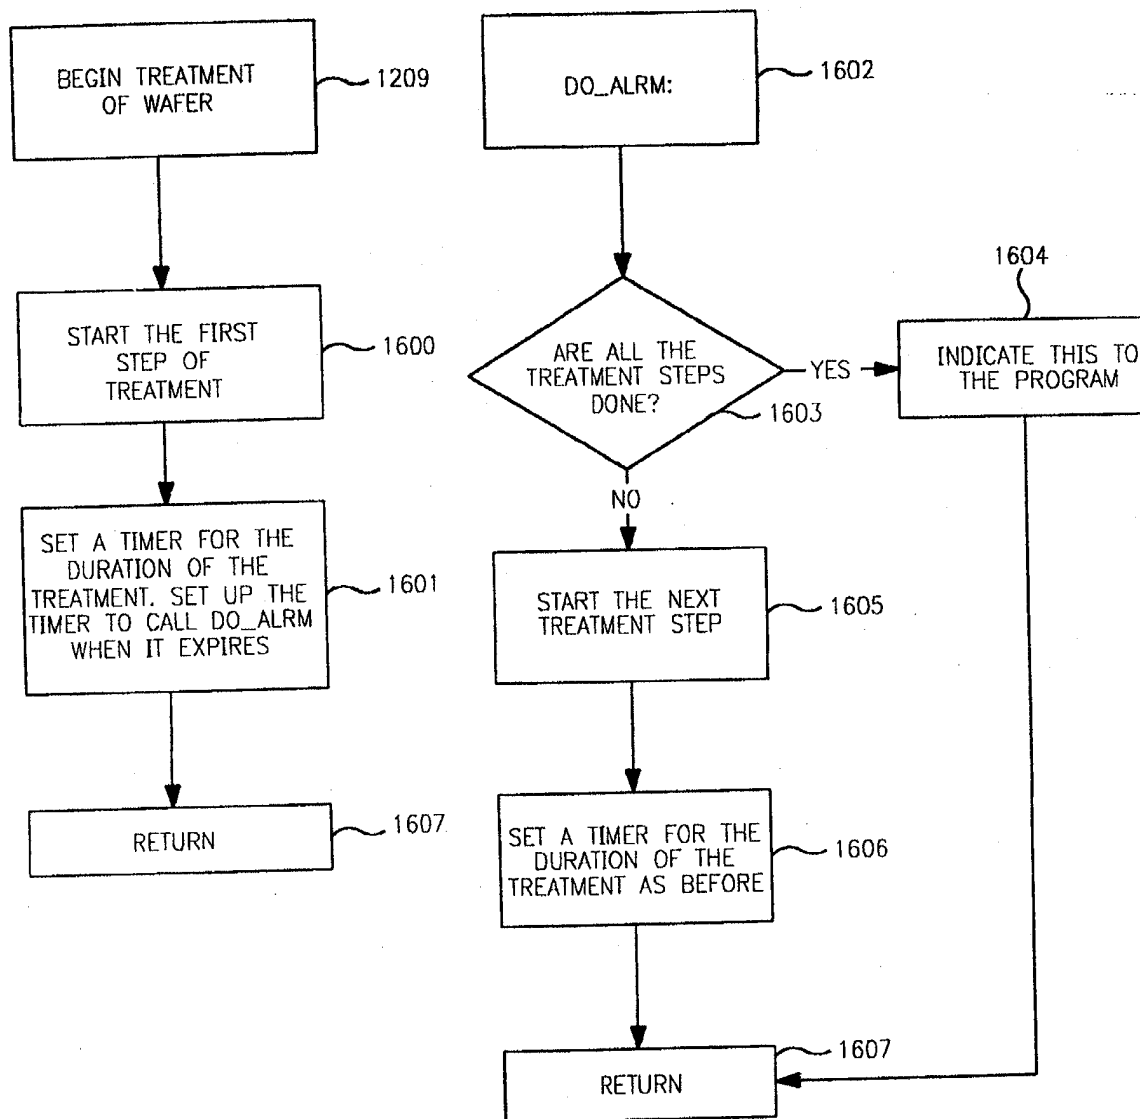 BEGIN TREATMENT
OF WAFER
1209
START THE FIRST
STEP OF
TREATMENT
1600
SET A TIMER FOR THE
DURATION OF THE
TREATMENT. SET UP THE
TIMER TO CALL DO_ALRM
WHEN IT EXPIRES
1601
RETURN
1607
DO_ALRM:
1602
ARE ALL THE
TREATMENT STEPS
DONE?
1603
YES
1604
INDICATE THIS TO
THE PROGRAM
NO
START THE NEXT
TREATMENT STEP
1605
SET A TIMER FOR THE
DURATION OF THE
TREATMENT AS BEFORE
1606
RETURN
1607